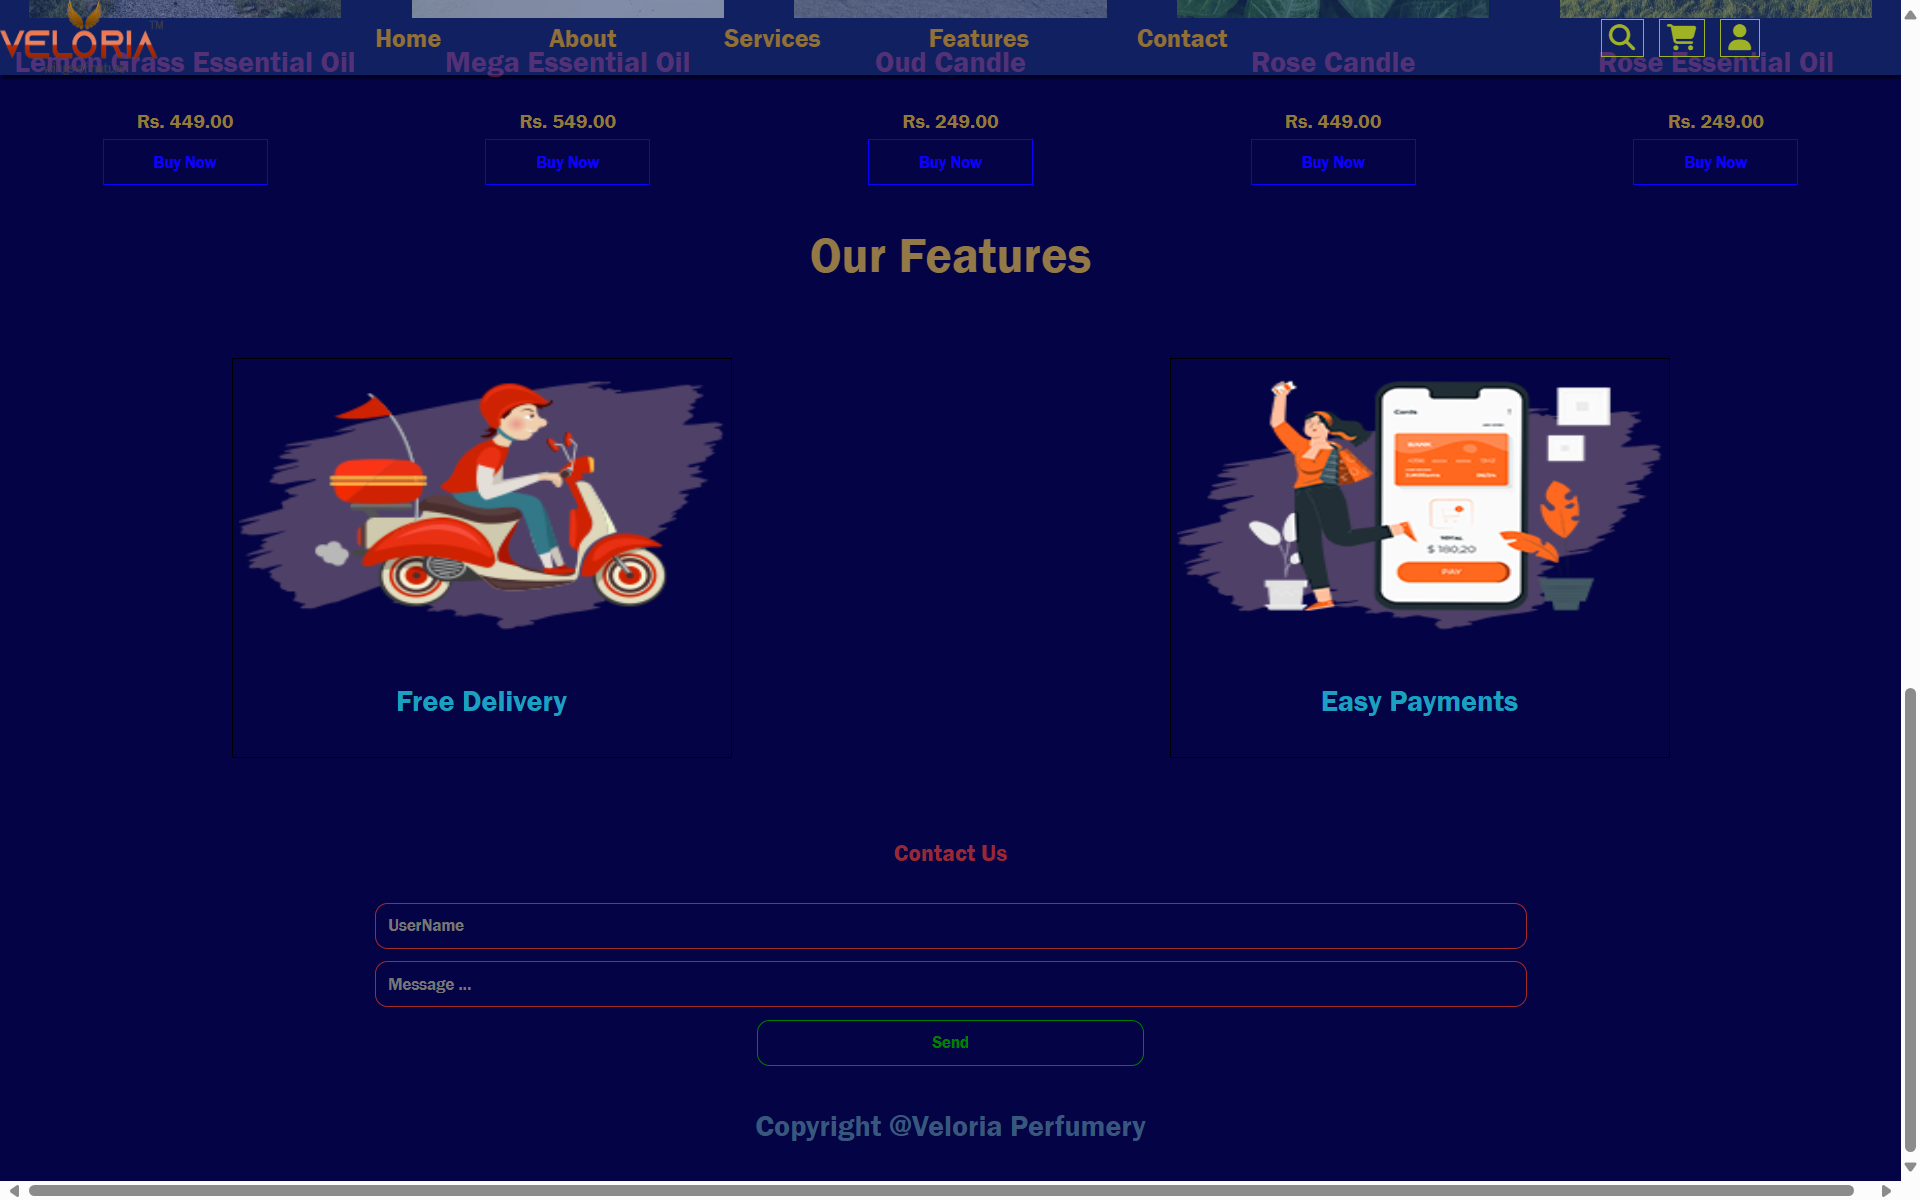 VELORIA TM
Home About Services Features Contact
Lemon Grass Essential Oil Mega Essential Oil Oud Candle Rose Candle Rose Essential Oil
Rs. 449.00 Rs. 549.00 Rs. 249.00 Rs. 449.00 Rs. 249.00
Buy Now Buy Now Buy Now Buy Now Buy Now
Our Features
Cards
BANK
TOTAL
$ 180,20
PAY
Free Delivery Easy Payments
Contact Us
UserName
Message ...
Send
Copyright @Veloria Perfumery